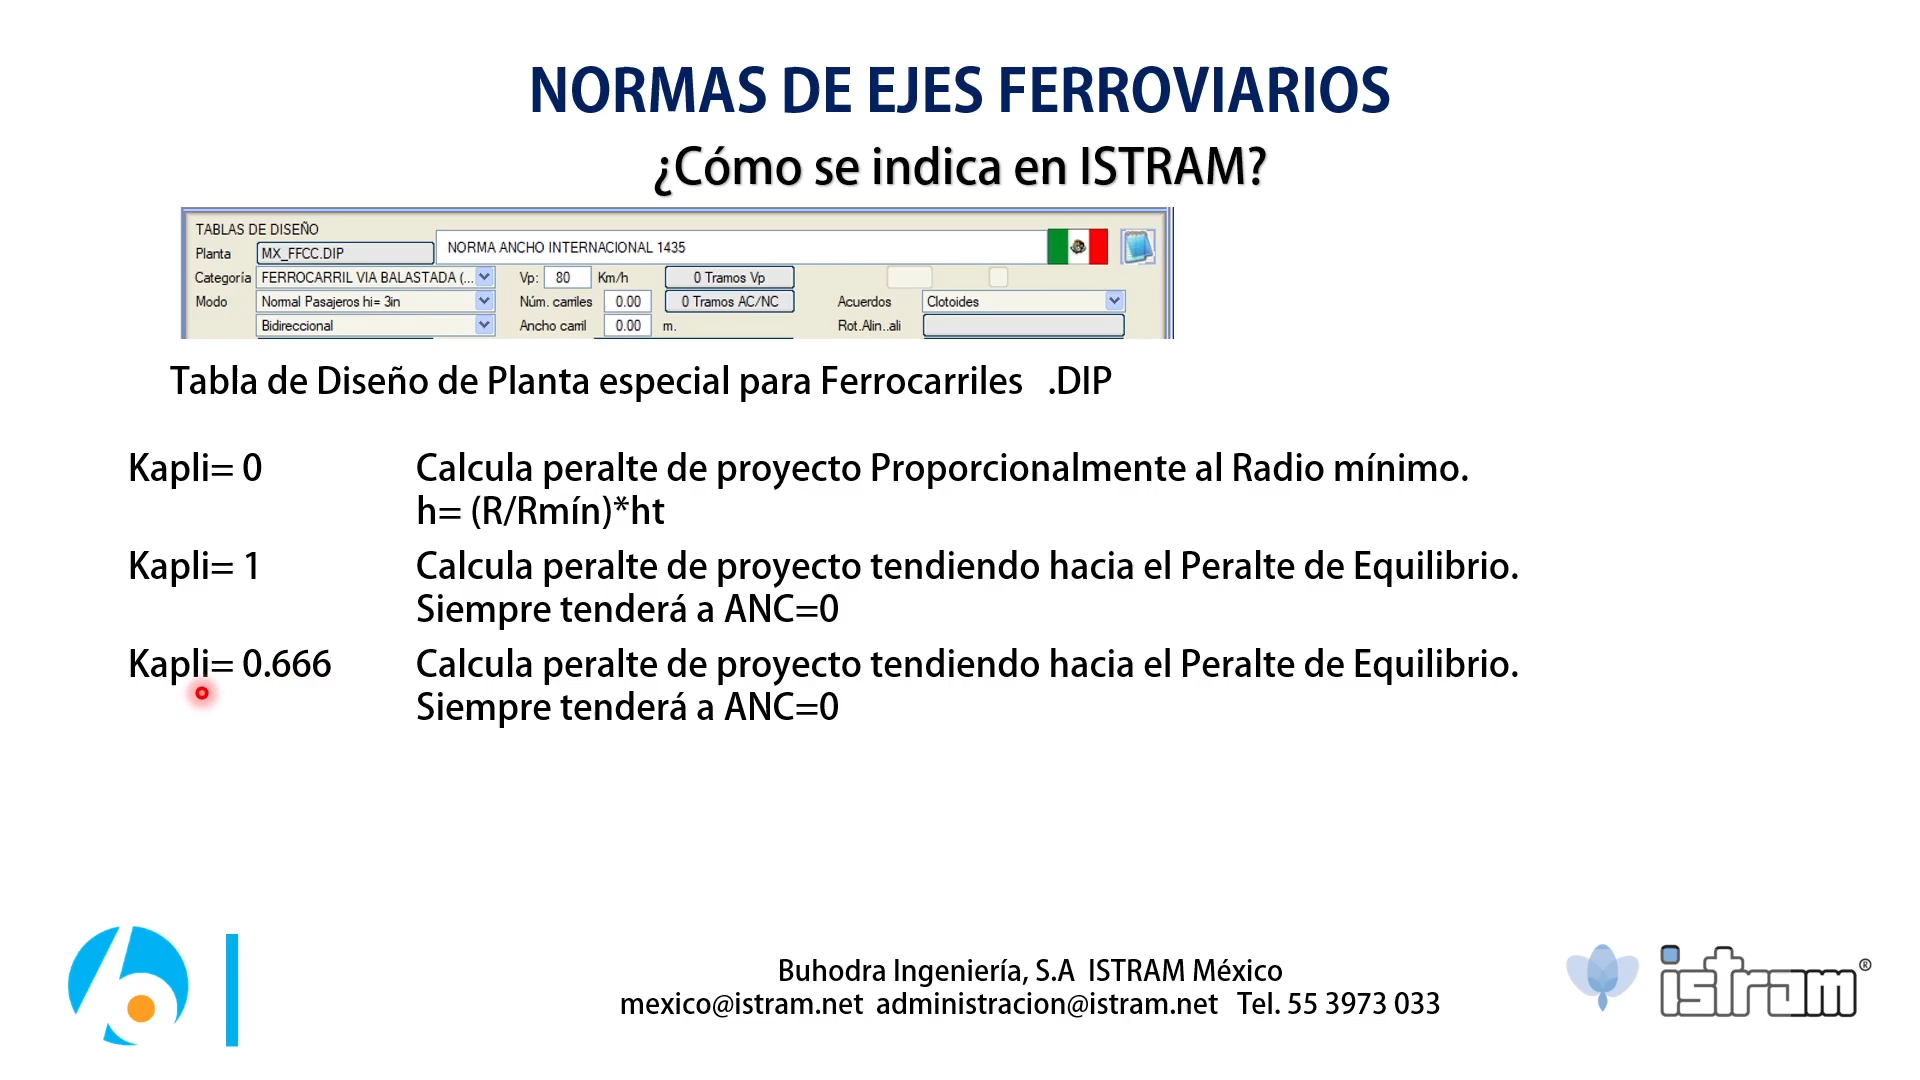 NORMAS DE EJES FERROVIARIOS
¿Cómo se indica en ISTRAM?
TABLAS DE DISEÑO
Planta MX_FFCC.DIP NORMA ANCHO INTERNACIONAL 1435
Categoría FERROCARRIL VIA BALASTADA (... Vp: 80 Km/h 0 Tramos Vp
Modo Normal Pasajeros hi= 3in Núm. carriles 0.00 0 Tramos AC/NC Acuerdos Clotoides
Bidireccional Ancho carril 0.00 m. Rot.Alin..ali
Tabla de Diseño de Planta especial para Ferrocarriles .DIP
Kapli= 0 Calcula peralte de proyecto Proporcionalmente al Radio mínimo.
h= (R/Rmín)*ht
Kapli= 1 Calcula peralte de proyecto tendiendo hacia el Peralte de Equilibrio.
Siempre tenderá a ANC=0
Kapli= 0.666 Calcula peralte de proyecto tendiendo hacia el Peralte de Equilibrio.
Siempre tenderá a ANC=0
Buhodra Ingeniería, S.A ISTRAM México
mexico@istram.net administracion@istram.net Tel. 55 3973 033
istram®